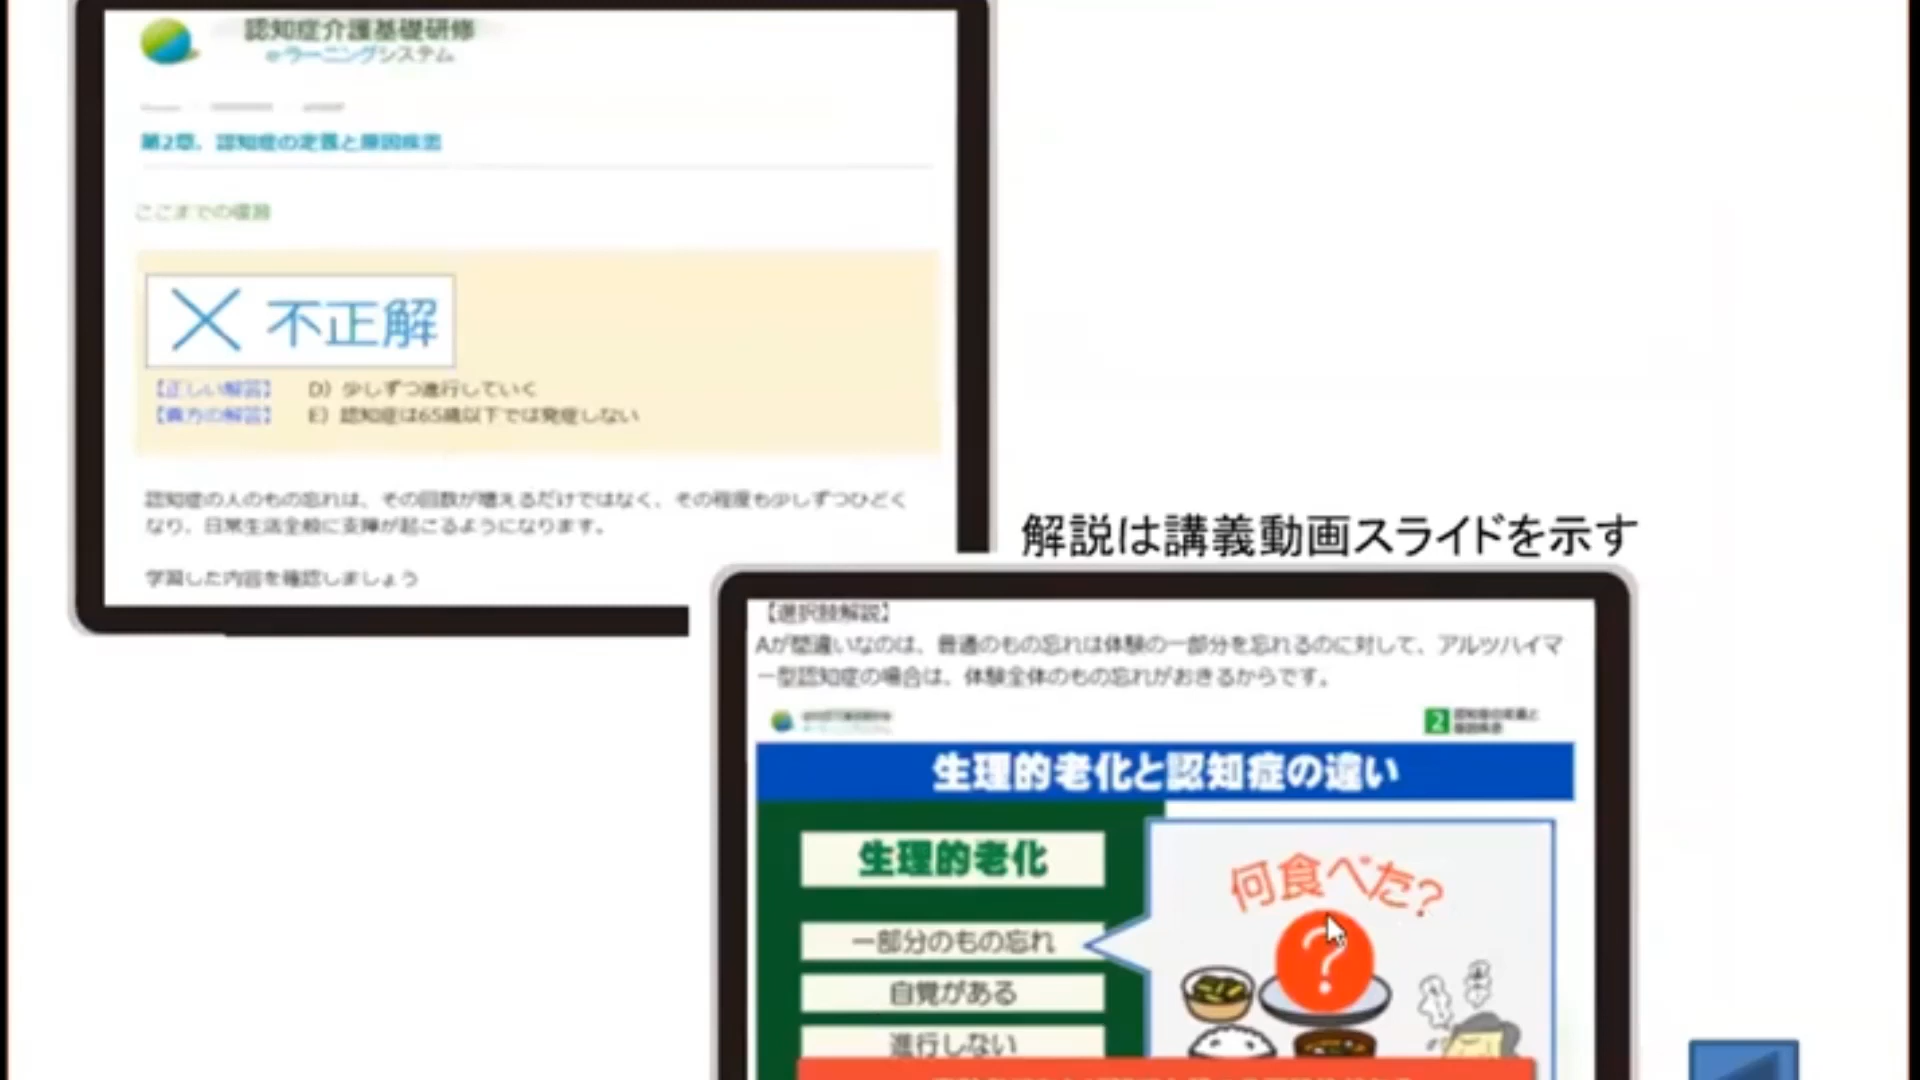 認知症介護基礎研修
eラーニングシステム
第2章．認知症の定義と原因疾患
ここまでの復習
不正解
【正しい解答】 D）少しずつ進行していく
【貴方の解答】 E）認知症は65歳以下では発症しない
認知症の人のもの忘れは、その回数が増えるだけではなく、その程度も少しずつひどく
なり、日常生活全般に支障が起こるようになります。
学習した内容を確認しましょう
解説は講義動画スライドを示す
【選択肢解説】
Aが間違いなのは、普通のもの忘れは体験の一部分を忘れるのに対して、アルツハイマ
ー型認知症の場合は、体験全体のもの忘れがおきるからです。
2 認知症の定義と
原因疾患
生理的老化と認知症の違い
生理的老化
何食べた?
?
一部分のもの忘れ
自覚がある
進行しない